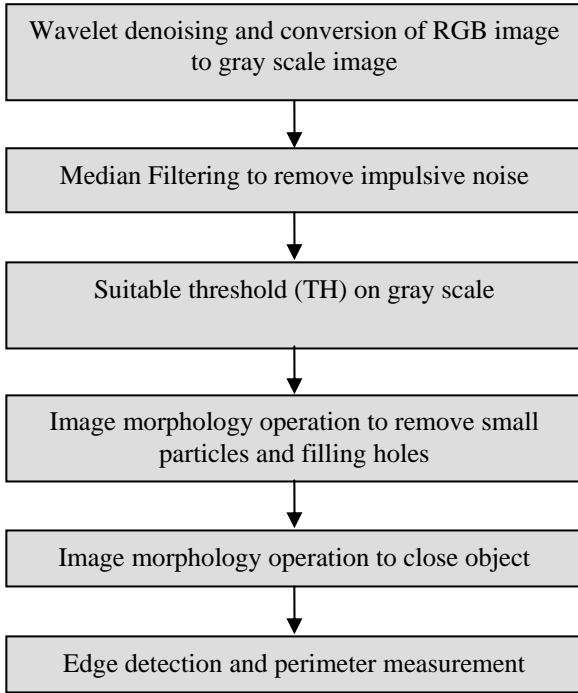 Wavelet denoising and conversion of RGB image
to gray scale image
Median Filtering to remove impulsive noise
Suitable threshold (TH) on gray scale
Image morphology operation to remove small
particles and filling holes
Image morphology operation to close object
Edge detection and perimeter measurement